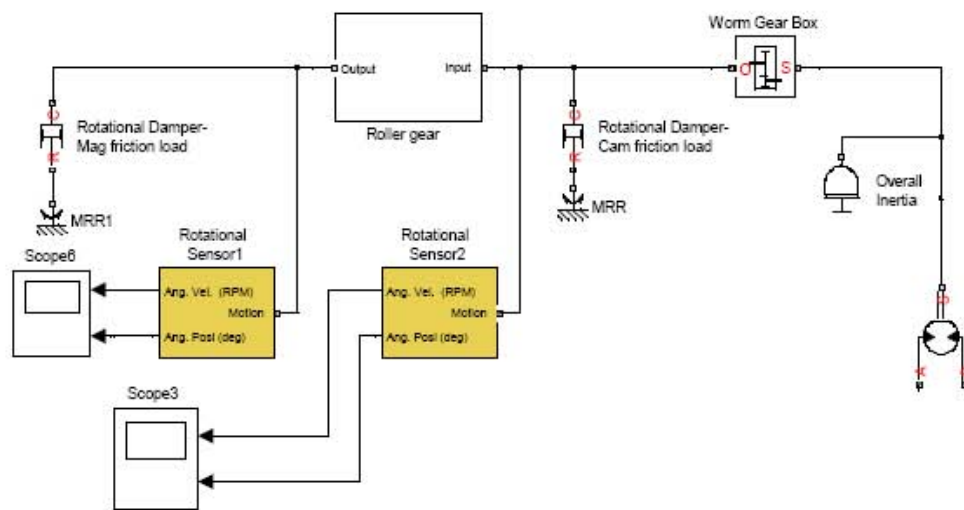 Worm Gear Box
O
S
Output
Input
Roller gear
C
Rotational Damper-
Mag friction load
R
MRR1
C
Rotational Damper-
Cam friction load
R
MRR
Overall
Inertia
Scope6
Rotational
Sensor1
Ang. Vel. (RPM)
Motion
Ang. Posi (deg)
Rotational
Sensor2
Ang. Vel. (RPM)
Motion
Ang. Posi (deg)
S
A
Scope3